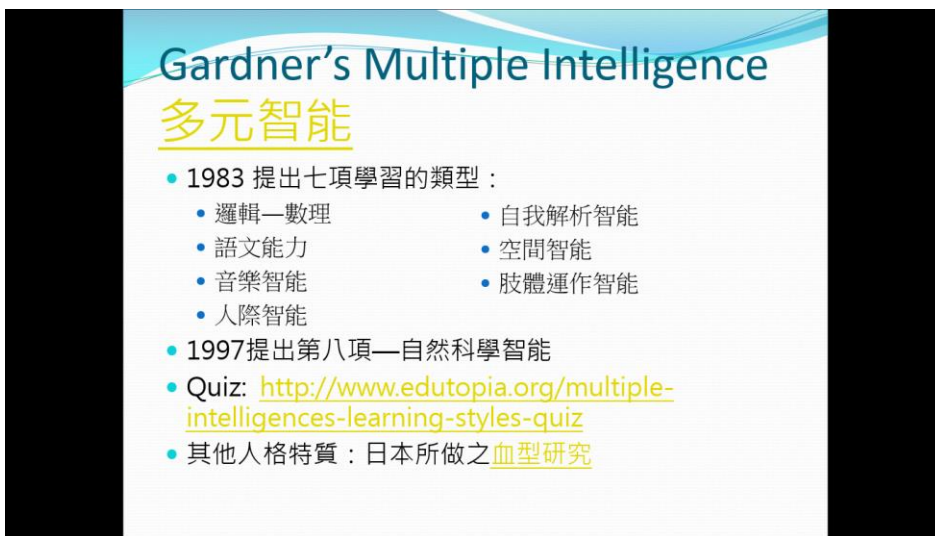 Gardner's Multiple Intelligence
多元智能
• 1983 提出七項學習的類型：
• 邏輯—數理
• 語文能力
• 音樂智能
• 人際智能
• 自我解析智能
• 空間智能
• 肢體運作智能
• 1997提出第八項—自然科學智能
• Quiz: http://www.edutopia.org/multiple-
intelligences-learning-styles-quiz
• 其他人格特質：日本所做之血型研究